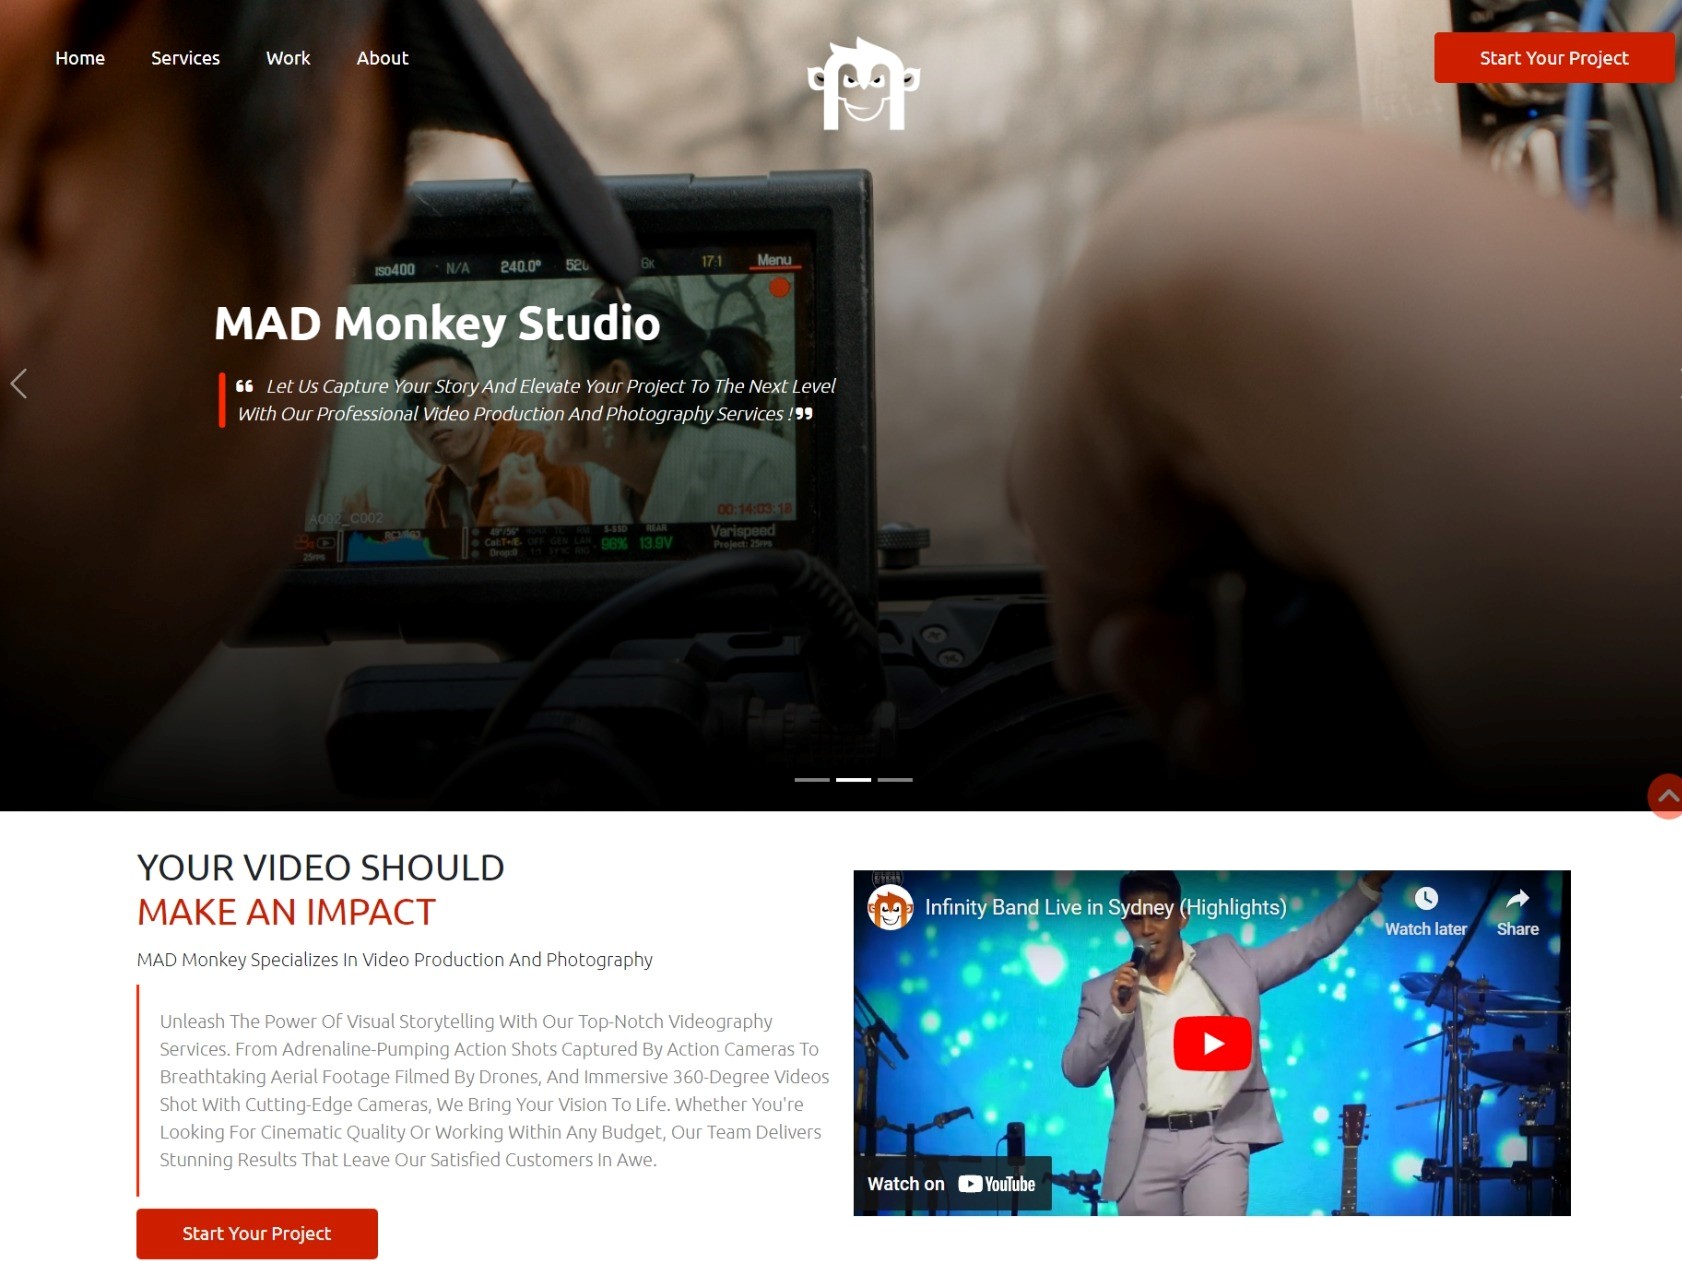 Home Services Work About
Start Your Project
ISO400 N/A 240.0° 17:1 Menu
MAD Monkey Studio
❝ Let Us Capture Your Story And Elevate Your Project To The Next Level
With Our Professional Video Production And Photography Services !❞
00:14:03:18
A002_C002
S-SSD REAR Varispeed
96% 13.9V Project: 25fps
25fps
YOUR VIDEO SHOULD
MAKE AN IMPACT
MAD Monkey Specializes In Video Production And Photography
Unleash The Power Of Visual Storytelling With Our Top-Notch Videography
Services. From Adrenaline-Pumping Action Shots Captured By Action Cameras To
Breathtaking Aerial Footage Filmed By Drones, And Immersive 360-Degree Videos
Shot With Cutting-Edge Cameras, We Bring Your Vision To Life. Whether You're
Looking For Cinematic Quality Or Working Within Any Budget, Our Team Delivers
Stunning Results That Leave Our Satisfied Customers In Awe.
Start Your Project
Infinity Band Live in Sydney (Highlights)
Watch later Share
Watch on YouTube